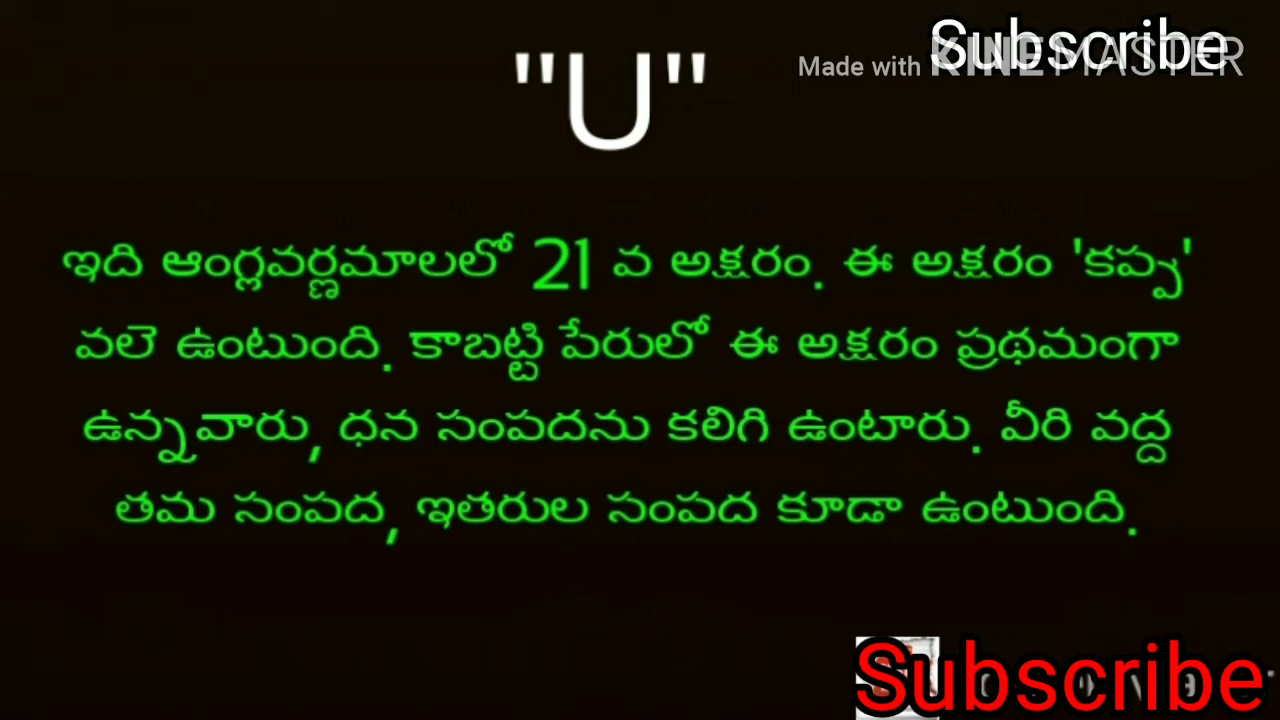 Subscribe
Made with KINEMASTER
"U"
ఇది ఆంగ్లవర్ణమాలలో 21 వ అక్షరం. ఈ అక్షరం 'కప్ప'
వలె ఉంటుంది. కాబట్టి పేరులో ఈ అక్షరం ప్రథమంగా
ఉన్నవారు, ధన సంపదను కలిగి ఉంటారు. వీరి వద్ద
తమ సంపద, ఇతరుల సంపద కూడా ఉంటుంది.
Subscribe